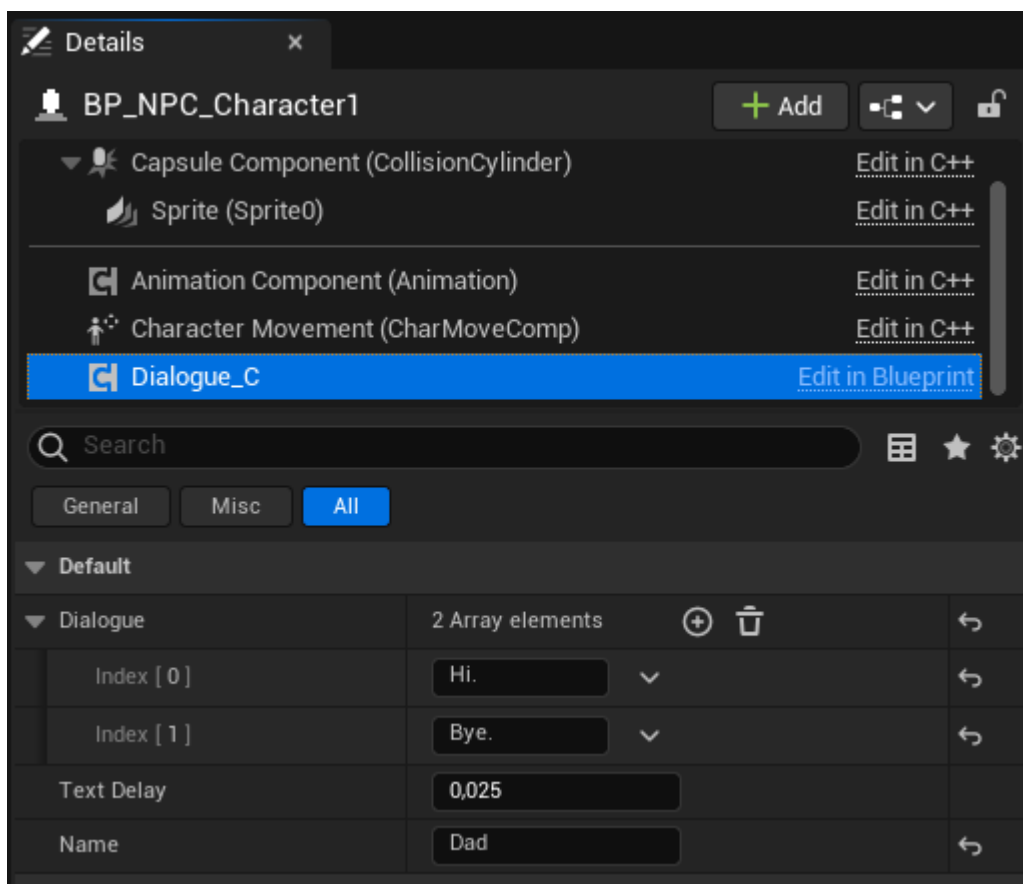 Details ×
BP_NPC_Character1 + Add
Capsule Component (CollisionCylinder) Edit in C++
Sprite (Sprite0) Edit in C++
Animation Component (Animation) Edit in C++
Character Movement (CharMoveComp) Edit in C++
Dialogue_C Edit in Blueprint
Search
General Misc All
Default
Dialogue 2 Array elements
Index [ 0 ] Hi.
Index [ 1 ] Bye.
Text Delay 0,025
Name Dad